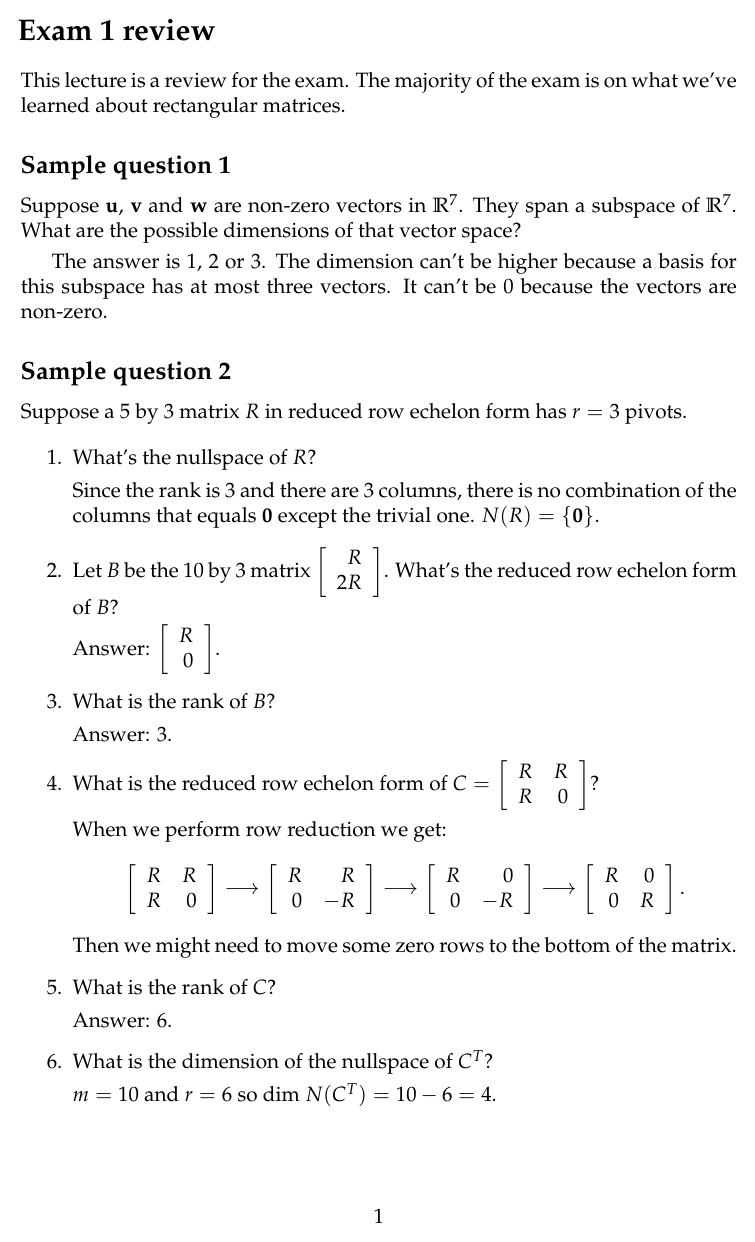 Exam 1 review
This lecture is a review for the exam. The majority of the exam is on what we've
learned about rectangular matrices.
Sample question 1
Suppose u, v and w are non-zero vectors in ℝ⁷. They span a subspace of ℝ⁷.
What are the possible dimensions of that vector space?
The answer is 1, 2 or 3. The dimension can't be higher because a basis for
this subspace has at most three vectors. It can't be 0 because the vectors are
non-zero.
Sample question 2
Suppose a 5 by 3 matrix R in reduced row echelon form has r = 3 pivots.
1. What's the nullspace of R?
Since the rank is 3 and there are 3 columns, there is no combination of the
columns that equals 0 except the trivial one. N(R) = {0}.
2. Let B be the 10 by 3 matrix [ R ; 2R ]. What's the reduced row echelon form
of B?
Answer: [ R ; 0 ].
3. What is the rank of B?
Answer: 3.
4. What is the reduced row echelon form of C = [ R R ; R 0 ]?
When we perform row reduction we get:
[ R R ; R 0 ] ⟶ [ R R ; 0 −R ] ⟶ [ R 0 ; 0 −R ] ⟶ [ R 0 ; 0 R ].
Then we might need to move some zero rows to the bottom of the matrix.
5. What is the rank of C?
Answer: 6.
6. What is the dimension of the nullspace of Cᵀ?
m = 10 and r = 6 so dim N(Cᵀ) = 10 − 6 = 4.
1